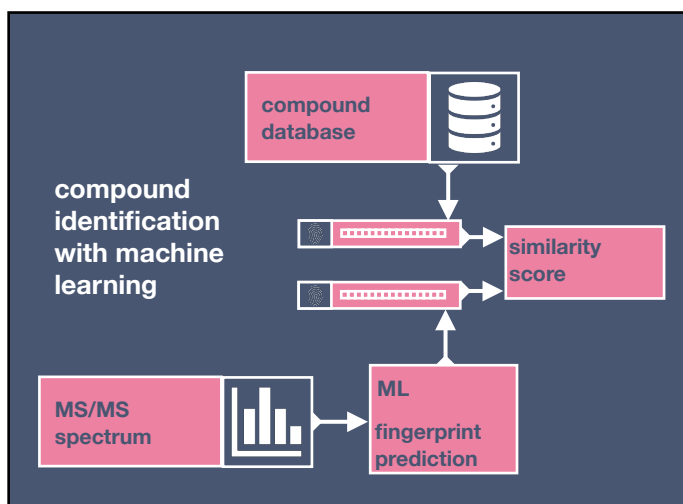 compound
database
compound
identification
with machine
learning
similarity
score
MS/MS
spectrum
ML
fingerprint
prediction